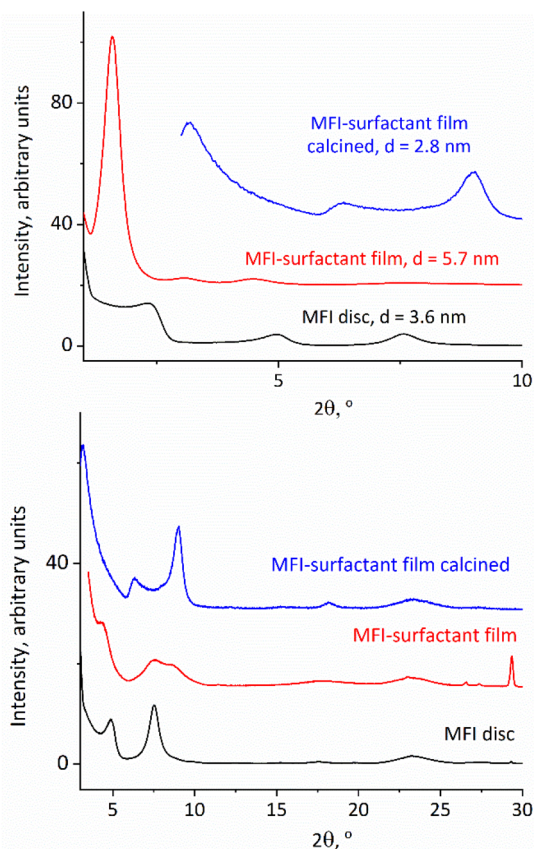 80
40
0
Intensity, arbitrary units
MFI-surfactant film
calcined, d = 2.8 nm
MFI-surfactant film, d = 5.7 nm
MFI disc, d = 3.6 nm
5
10
2θ, º
40
0
Intensity, arbitrary units
MFI-surfactant film calcined
MFI-surfactant film
MFI disc
5
10
15
20
25
30
2θ, º